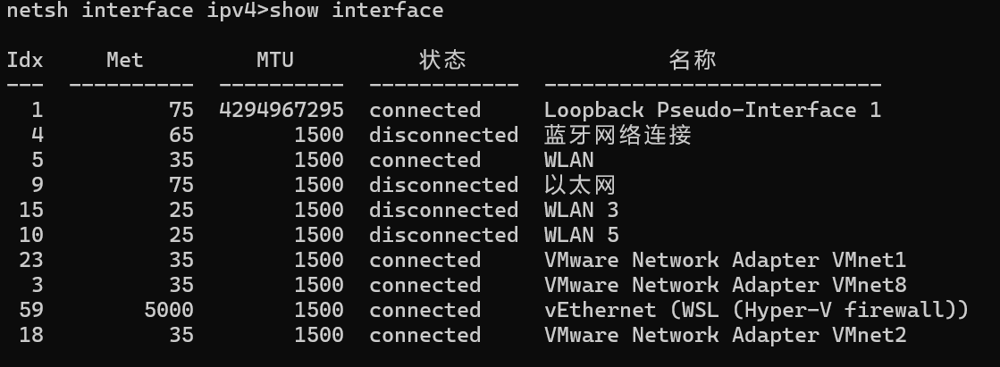 netsh interface ipv4>show interface
Idx     Met         MTU          状态                名称
---  ----------  ----------  ------------  ---------------------------
  1          75  4294967295  connected     Loopback Pseudo-Interface 1
  4          65        1500  disconnected  蓝牙网络连接
  5          35        1500  connected     WLAN
  9          75        1500  disconnected  以太网
 15          25        1500  disconnected  WLAN 3
 10          25        1500  disconnected  WLAN 5
 23          35        1500  connected     VMware Network Adapter VMnet1
  3          35        1500  connected     VMware Network Adapter VMnet8
 59        5000        1500  connected     vEthernet (WSL (Hyper-V firewall))
 18          35        1500  connected     VMware Network Adapter VMnet2